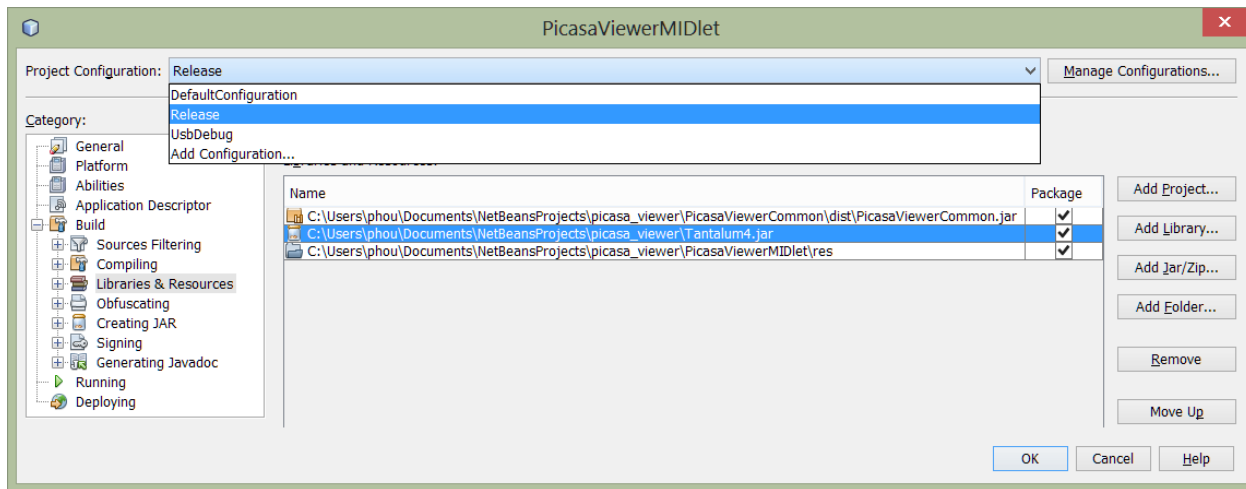 PicasaViewerMIDlet
Project Configuration: Release
Manage Configurations...
DefaultConfiguration
Release
UsbDebug
Add Configuration...
Category:
General
Platform
Abilities
Application Descriptor
Build
Sources Filtering
Compiling
Libraries & Resources
Obfuscating
Creating JAR
Signing
Generating Javadoc
Running
Deploying
Name Package
C:\Users\phou\Documents\NetBeansProjects\picasa_viewer\PicasaViewerCommon\dist\PicasaViewerCommon.jar
C:\Users\phou\Documents\NetBeansProjects\picasa_viewer\Tantalum4.jar
C:\Users\phou\Documents\NetBeansProjects\picasa_viewer\PicasaViewerMIDlet\res
Add Project...
Add Library...
Add Jar/Zip...
Add Folder...
Remove
Move Up
OK Cancel Help